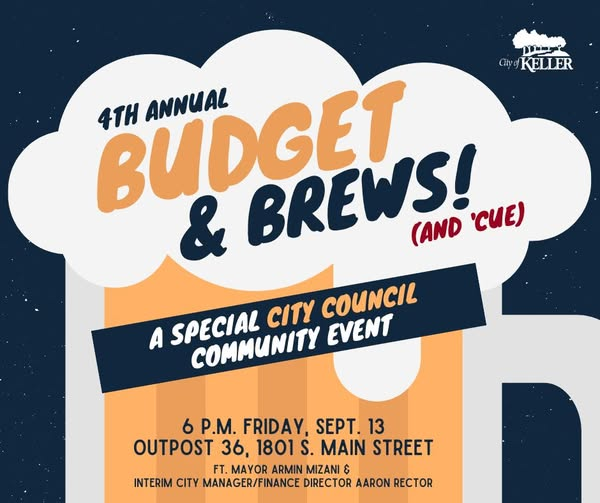 City of KELLER
4TH ANNUAL
BUDGET
& BREWS!
(AND 'CUE)
A SPECIAL CITY COUNCIL
COMMUNITY EVENT
6 P.M. FRIDAY, SEPT. 13
OUTPOST 36, 1801 S. MAIN STREET
FT. MAYOR ARMIN MIZANI &
INTERIM CITY MANAGER/FINANCE DIRECTOR AARON RECTOR